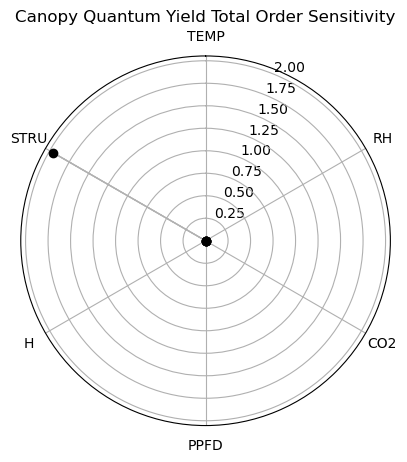 Canopy Quantum Yield Total Order Sensitivity
TEMP
2.00
1.75
1.50
1.25
1.00
0.75
0.50
0.25
STRU
RH
H
CO2
PPFD